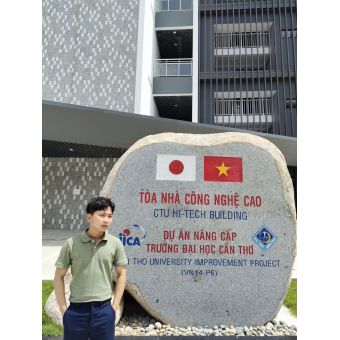 TÒA NHÀ CÔNG NGHỆ CAO
CTU HI-TECH BUILDING
JICA
DỰ ÁN NÂNG CẤP
TRƯỜNG ĐẠI HỌC CẦN THƠ
THO UNIVERSITY IMPROVEMENT PROJECT
(VN14-P6)